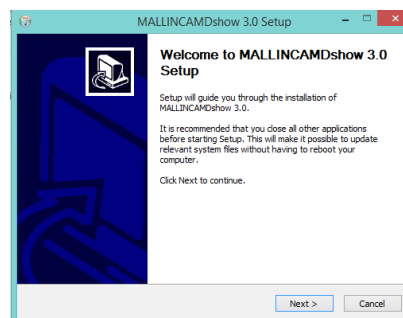 MALLINCAMDshow 3.0 Setup
Welcome to MALLINCAMDshow 3.0
Setup
Setup will guide you through the installation of
MALLINCAMDshow 3.0.
It is recommended that you close all other applications
before starting Setup. This will make it possible to update
relevant system files without having to reboot your
computer.
Click Next to continue.
Next >
Cancel